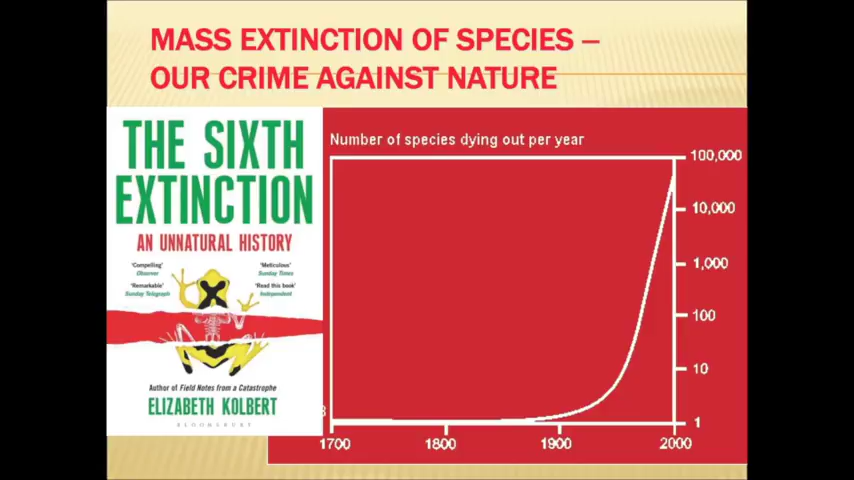 MASS EXTINCTION OF SPECIES –
OUR CRIME AGAINST NATURE
THE SIXTH
EXTINCTION
AN UNNATURAL HISTORY
'Compelling'
Observer
'Meticulous'
Sunday Times
'Remarkable'
Sunday Telegraph
'Read this book'
Independent
Author of Field Notes from a Catastrophe
ELIZABETH KOLBERT
BLOOMSBURY
Number of species dying out per year
100,000
10,000
1,000
100
10
1
1700
1800
1900
2000